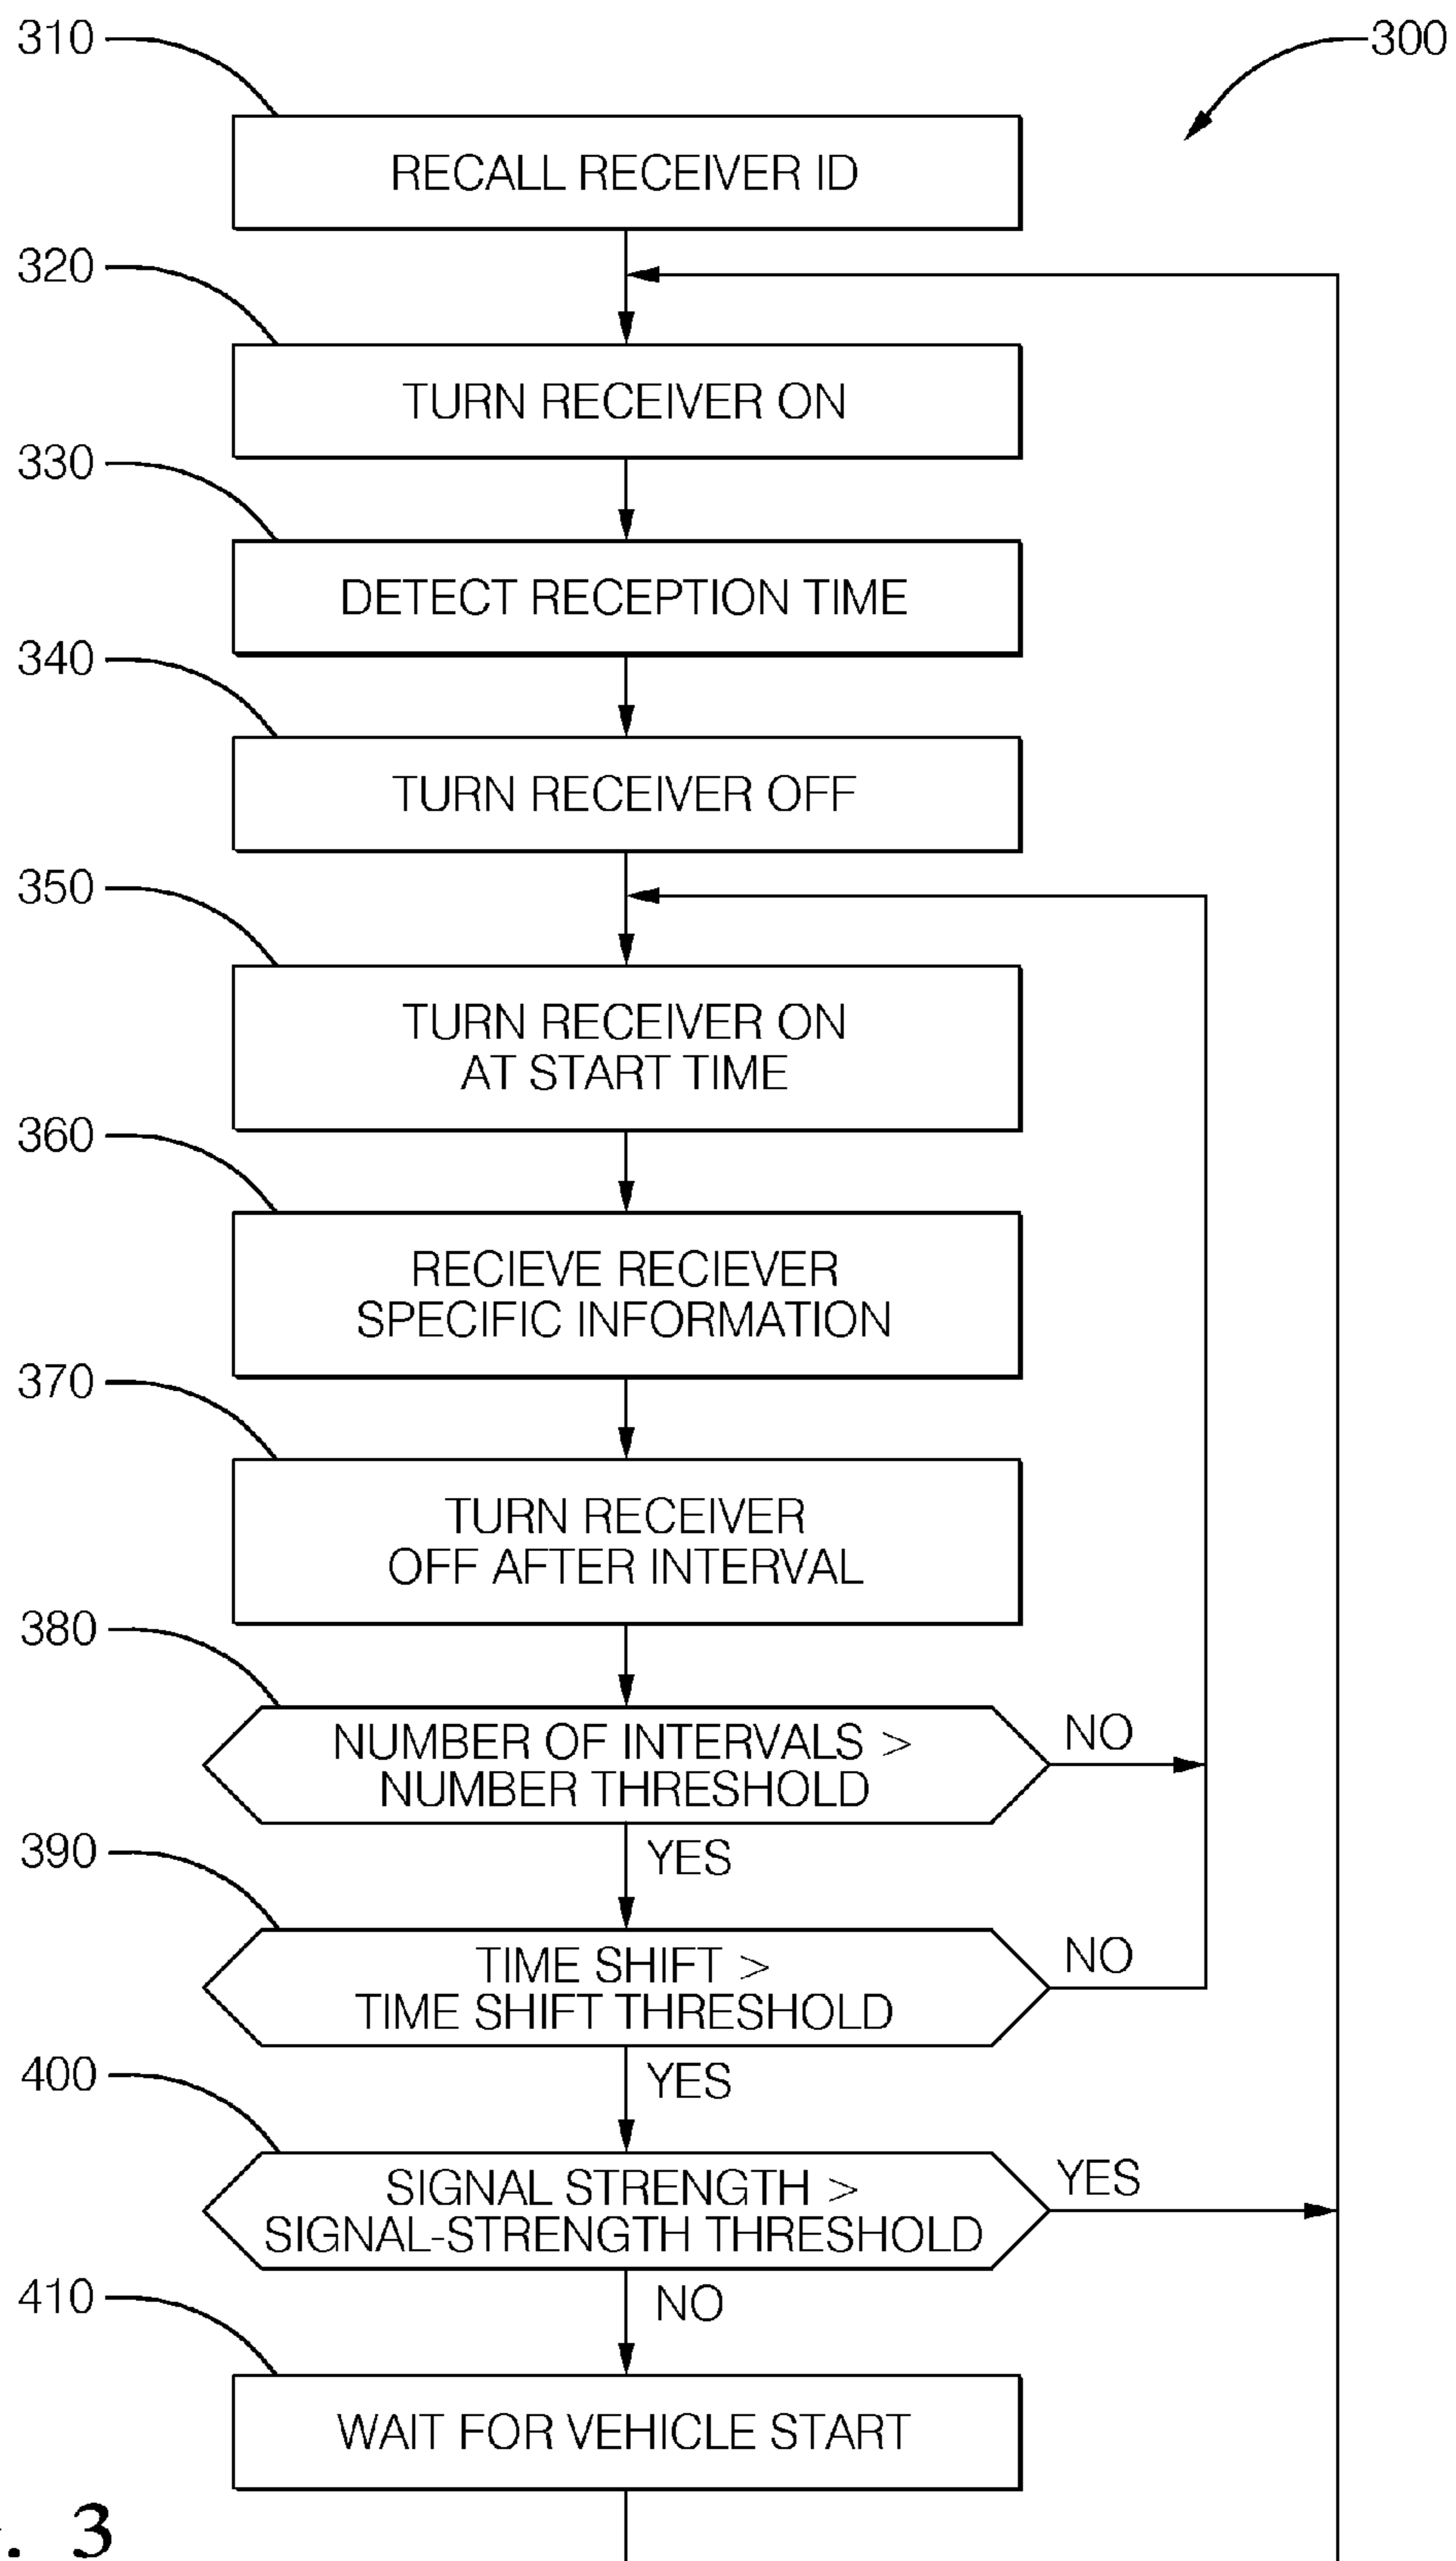 310
300
RECALL RECEIVER ID
320
TURN RECEIVER ON
330
DETECT RECEPTION TIME
340
TURN RECEIVER OFF
350
TURN RECEIVER ON
AT START TIME
360
RECIEVE RECIEVER
SPECIFIC INFORMATION
370
TURN RECEIVER
OFF AFTER INTERVAL
380
NUMBER OF INTERVALS >
NUMBER THRESHOLD
NO
YES
390
TIME SHIFT >
TIME SHIFT THRESHOLD
NO
YES
400
SIGNAL STRENGTH >
SIGNAL-STRENGTH THRESHOLD
YES
NO
410
WAIT FOR VEHICLE START
. 3